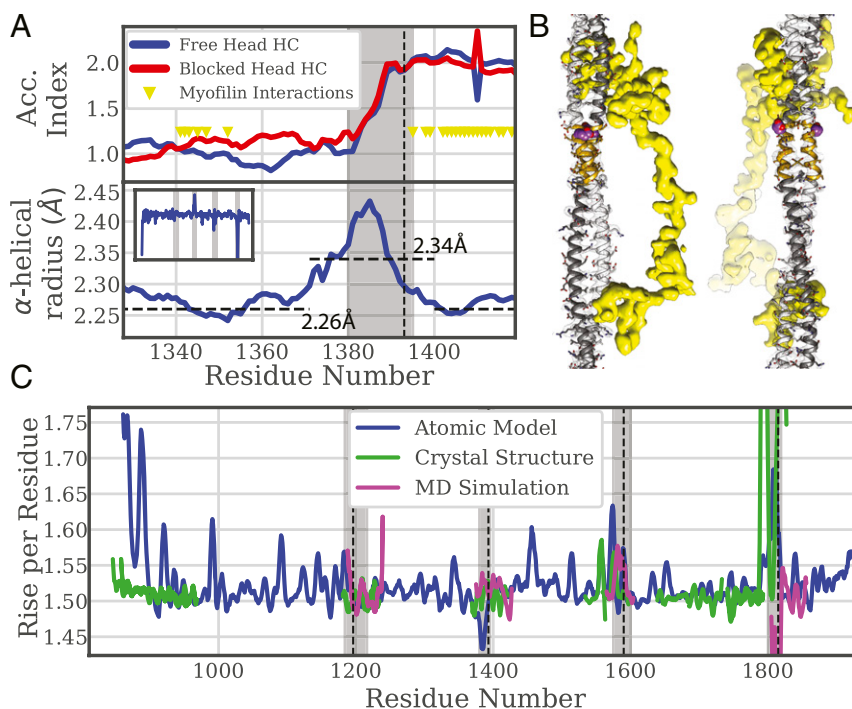 A
B
Acc.
Index
2.0
1.5
1.0
Free Head HC
Blocked Head HC
Myofilin Interactions
α-helical
radius (Å)
2.45
2.40
2.35
2.30
2.25
2.34Å
2.26Å
1340
1360
1380
1400
Residue Number
C
Rise per Residue
1.75
1.70
1.65
1.60
1.55
1.50
1.45
Atomic Model
Crystal Structure
MD Simulation
1000
1200
1400
1600
1800
Residue Number